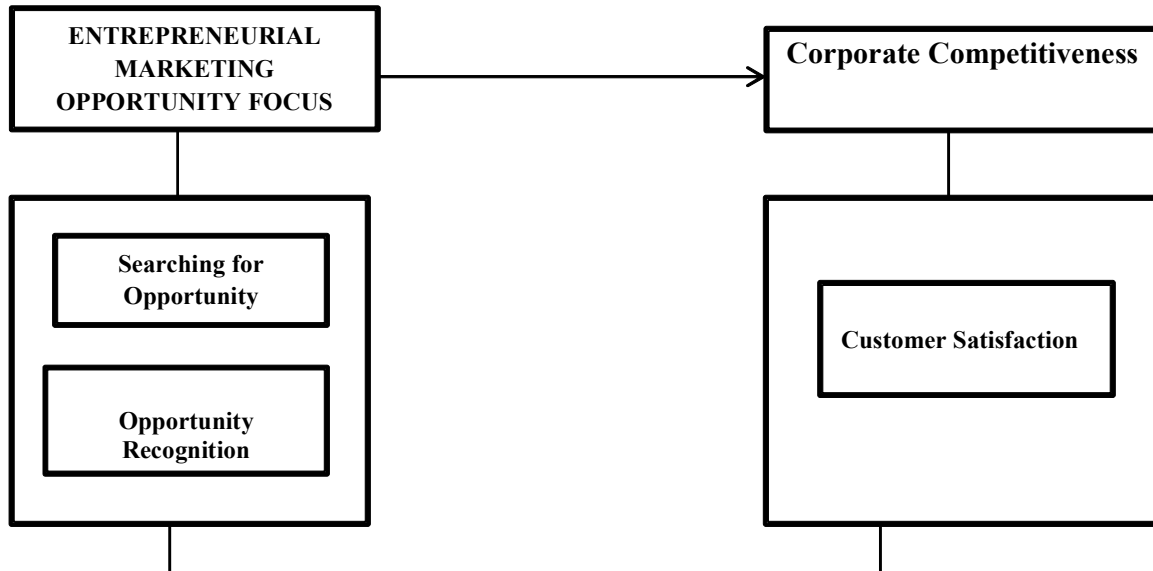 ENTREPRENEURIAL
MARKETING
OPPORTUNITY FOCUS
Corporate Competitiveness
Searching for
Opportunity
Opportunity
Recognition
Customer Satisfaction